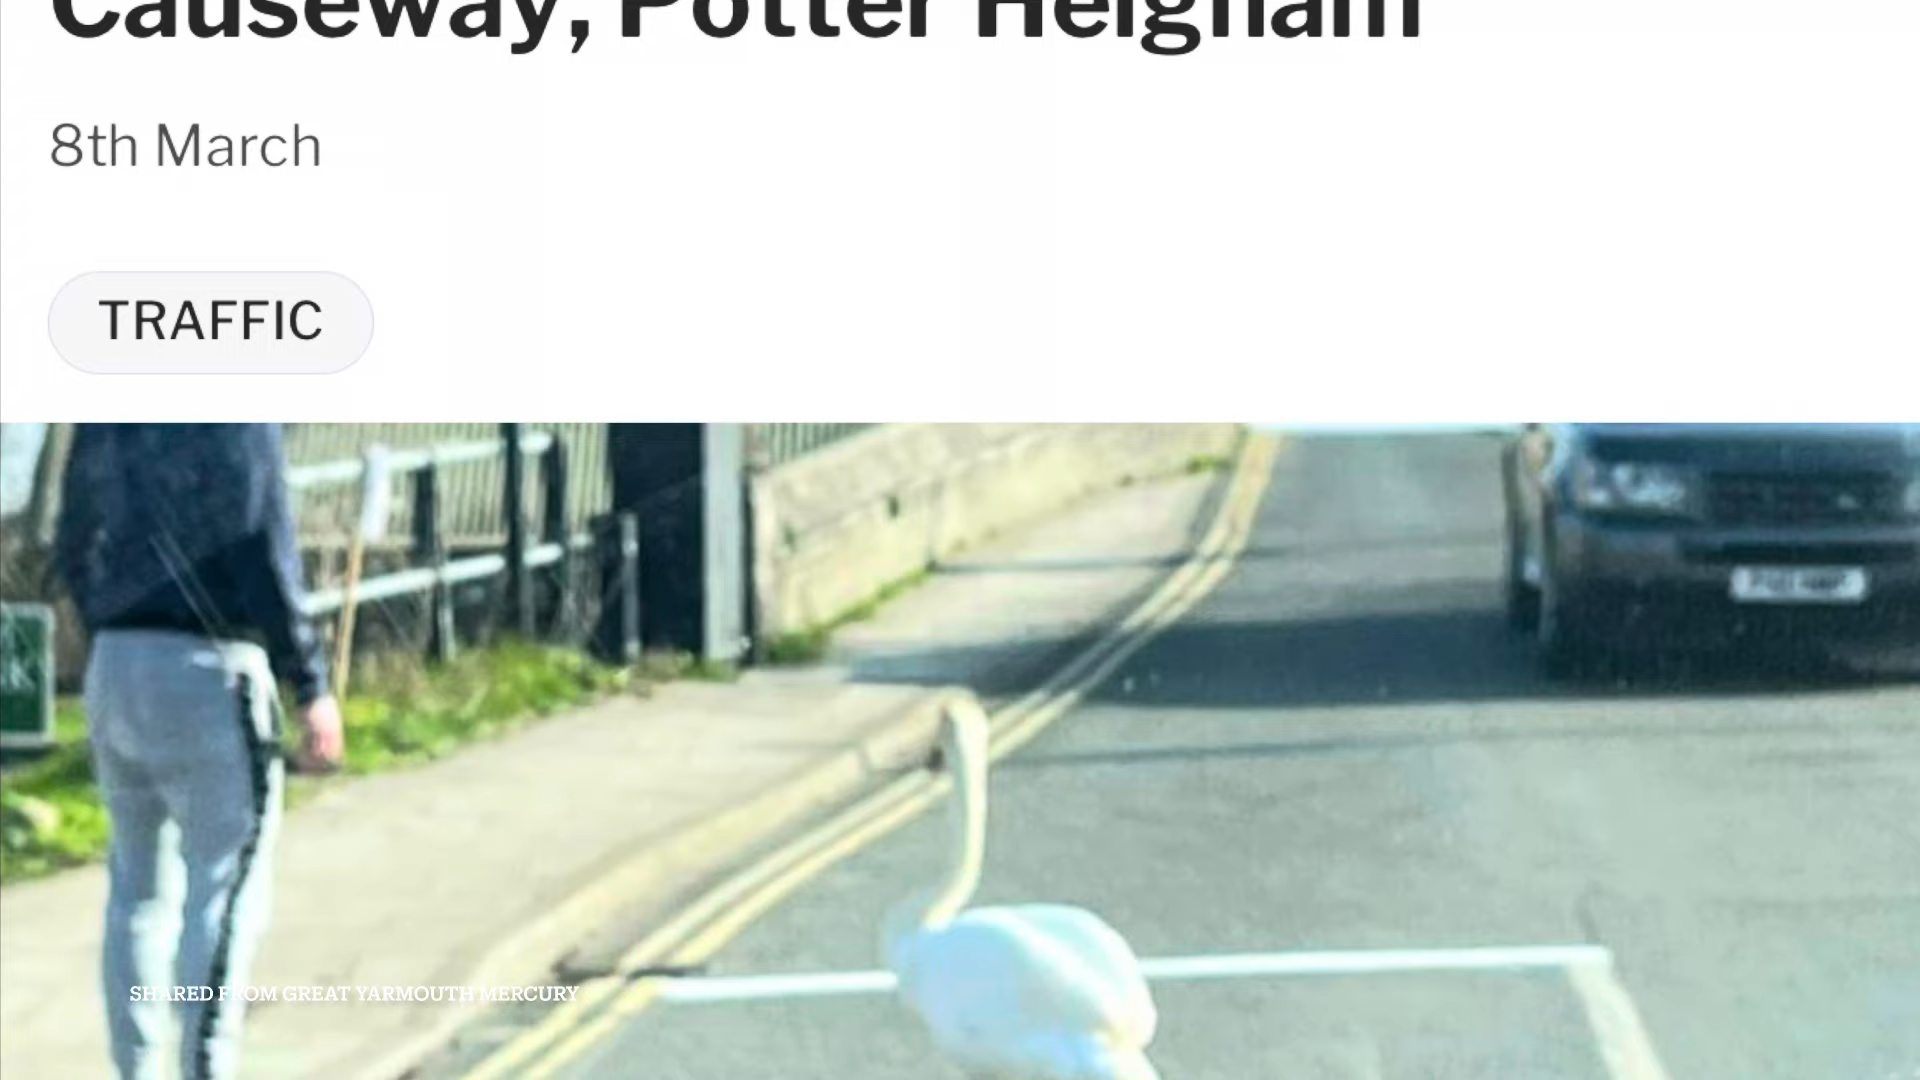 Causeway, Potter Heigham
8th March
TRAFFIC
SHARED FROM GREAT YARMOUTH MERCURY